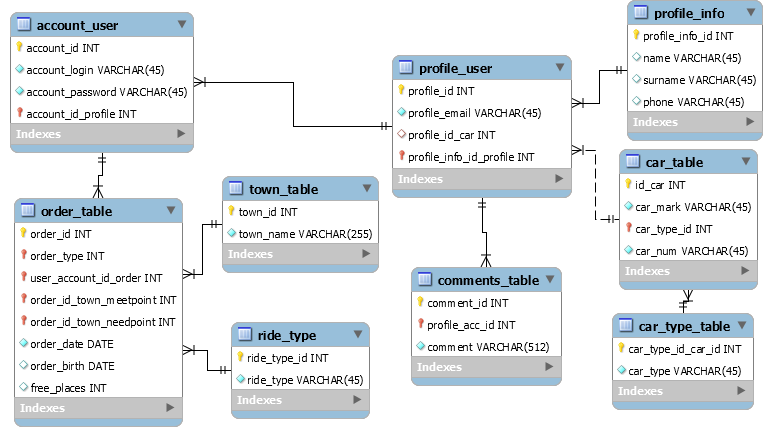 account_user
account_id INT
account_login VARCHAR(45)
account_password VARCHAR(45)
account_id_profile INT
Indexes
profile_user
profile_id INT
profile_email VARCHAR(45)
profile_id_car INT
profile_info_id_profile INT
Indexes
profile_info
profile_info_id INT
name VARCHAR(45)
surname VARCHAR(45)
phone VARCHAR(45)
Indexes
car_table
id_car INT
car_mark VARCHAR(45)
car_type_id INT
car_num VARCHAR(45)
Indexes
order_table
order_id INT
order_type INT
user_account_id_order INT
order_id_town_meetpoint INT
order_id_town_needpoint INT
order_date DATE
order_birth DATE
free_places INT
Indexes
town_table
town_id INT
town_name VARCHAR(255)
Indexes
ride_type
ride_type_id INT
ride_type VARCHAR(45)
Indexes
comments_table
comment_id INT
profile_acc_id INT
comment VARCHAR(512)
Indexes
car_type_table
car_type_id_car_id INT
car_type VARCHAR(45)
Indexes